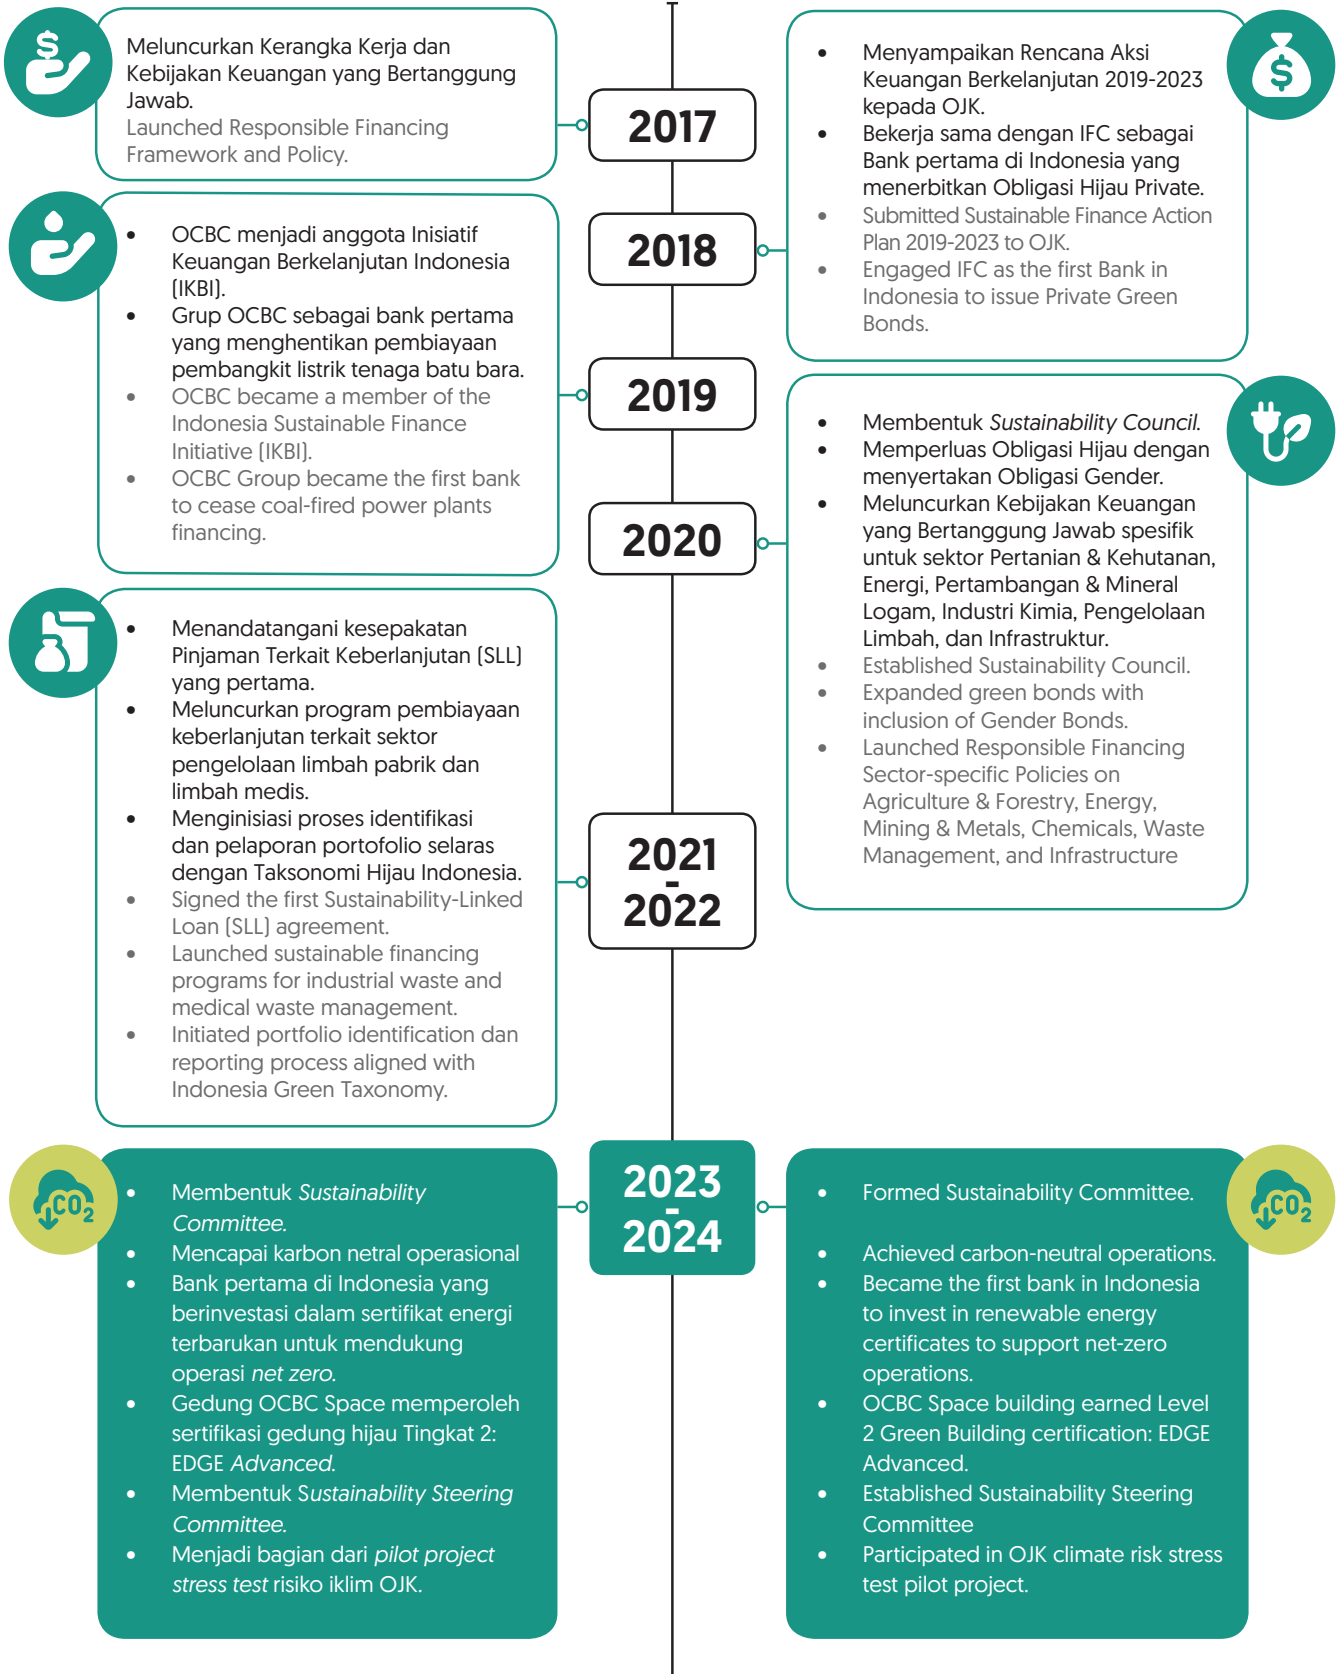 Meluncurkan Kerangka Kerja dan
Kebijakan Keuangan yang Bertanggung
Jawab.
Launched Responsible Financing
Framework and Policy.
2017
• Menyampaikan Rencana Aksi
Keuangan Berkelanjutan 2019-2023
kepada OJK.
• Bekerja sama dengan IFC sebagai
Bank pertama di Indonesia yang
menerbitkan Obligasi Hijau Private.
• Submitted Sustainable Finance Action
Plan 2019-2023 to OJK.
• Engaged IFC as the first Bank in
Indonesia to issue Private Green
Bonds.
2018
• OCBC menjadi anggota Inisiatif
Keuangan Berkelanjutan Indonesia
(IKBI).
• Grup OCBC sebagai bank pertama
yang menghentikan pembiayaan
pembangkit listrik tenaga batu bara.
• OCBC became a member of the
Indonesia Sustainable Finance
Initiative (IKBI).
• OCBC Group became the first bank
to cease coal-fired power plants
financing.
2019
• Membentuk Sustainability Council.
• Memperluas Obligasi Hijau dengan
menyertakan Obligasi Gender.
• Meluncurkan Kebijakan Keuangan
yang Bertanggung Jawab spesifik
untuk sektor Pertanian & Kehutanan,
Energi, Pertambangan & Mineral
Logam, Industri Kimia, Pengelolaan
Limbah, dan Infrastruktur.
• Established Sustainability Council.
• Expanded green bonds with
inclusion of Gender Bonds.
• Launched Responsible Financing
Sector-specific Policies on
Agriculture & Forestry, Energy,
Mining & Metals, Chemicals, Waste
Management, and Infrastructure
2020
• Menandatangani kesepakatan
Pinjaman Terkait Keberlanjutan (SLL)
yang pertama.
• Meluncurkan program pembiayaan
keberlanjutan terkait sektor
pengelolaan limbah pabrik dan
limbah medis.
• Menginisiasi proses identifikasi
dan pelaporan portofolio selaras
dengan Taksonomi Hijau Indonesia.
• Signed the first Sustainability-Linked
Loan (SLL) agreement.
• Launched sustainable financing
programs for industrial waste and
medical waste management.
• Initiated portfolio identification dan
reporting process aligned with
Indonesia Green Taxonomy.
2021
-
2022
CO2
• Membentuk Sustainability
Committee.
• Mencapai karbon netral operasional
• Bank pertama di Indonesia yang
berinvestasi dalam sertifikat energi
terbarukan untuk mendukung
operasi net zero.
• Gedung OCBC Space memperoleh
sertifikasi gedung hijau Tingkat 2:
EDGE Advanced.
• Membentuk Sustainability Steering
Committee.
• Menjadi bagian dari pilot project
stress test risiko iklim OJK.
2023
-
2024
• Formed Sustainability Committee.
• Achieved carbon-neutral operations.
• Became the first bank in Indonesia
to invest in renewable energy
certificates to support net-zero
operations.
• OCBC Space building earned Level
2 Green Building certification: EDGE
Advanced.
• Established Sustainability Steering
Committee
• Participated in OJK climate risk stress
test pilot project.
CO2